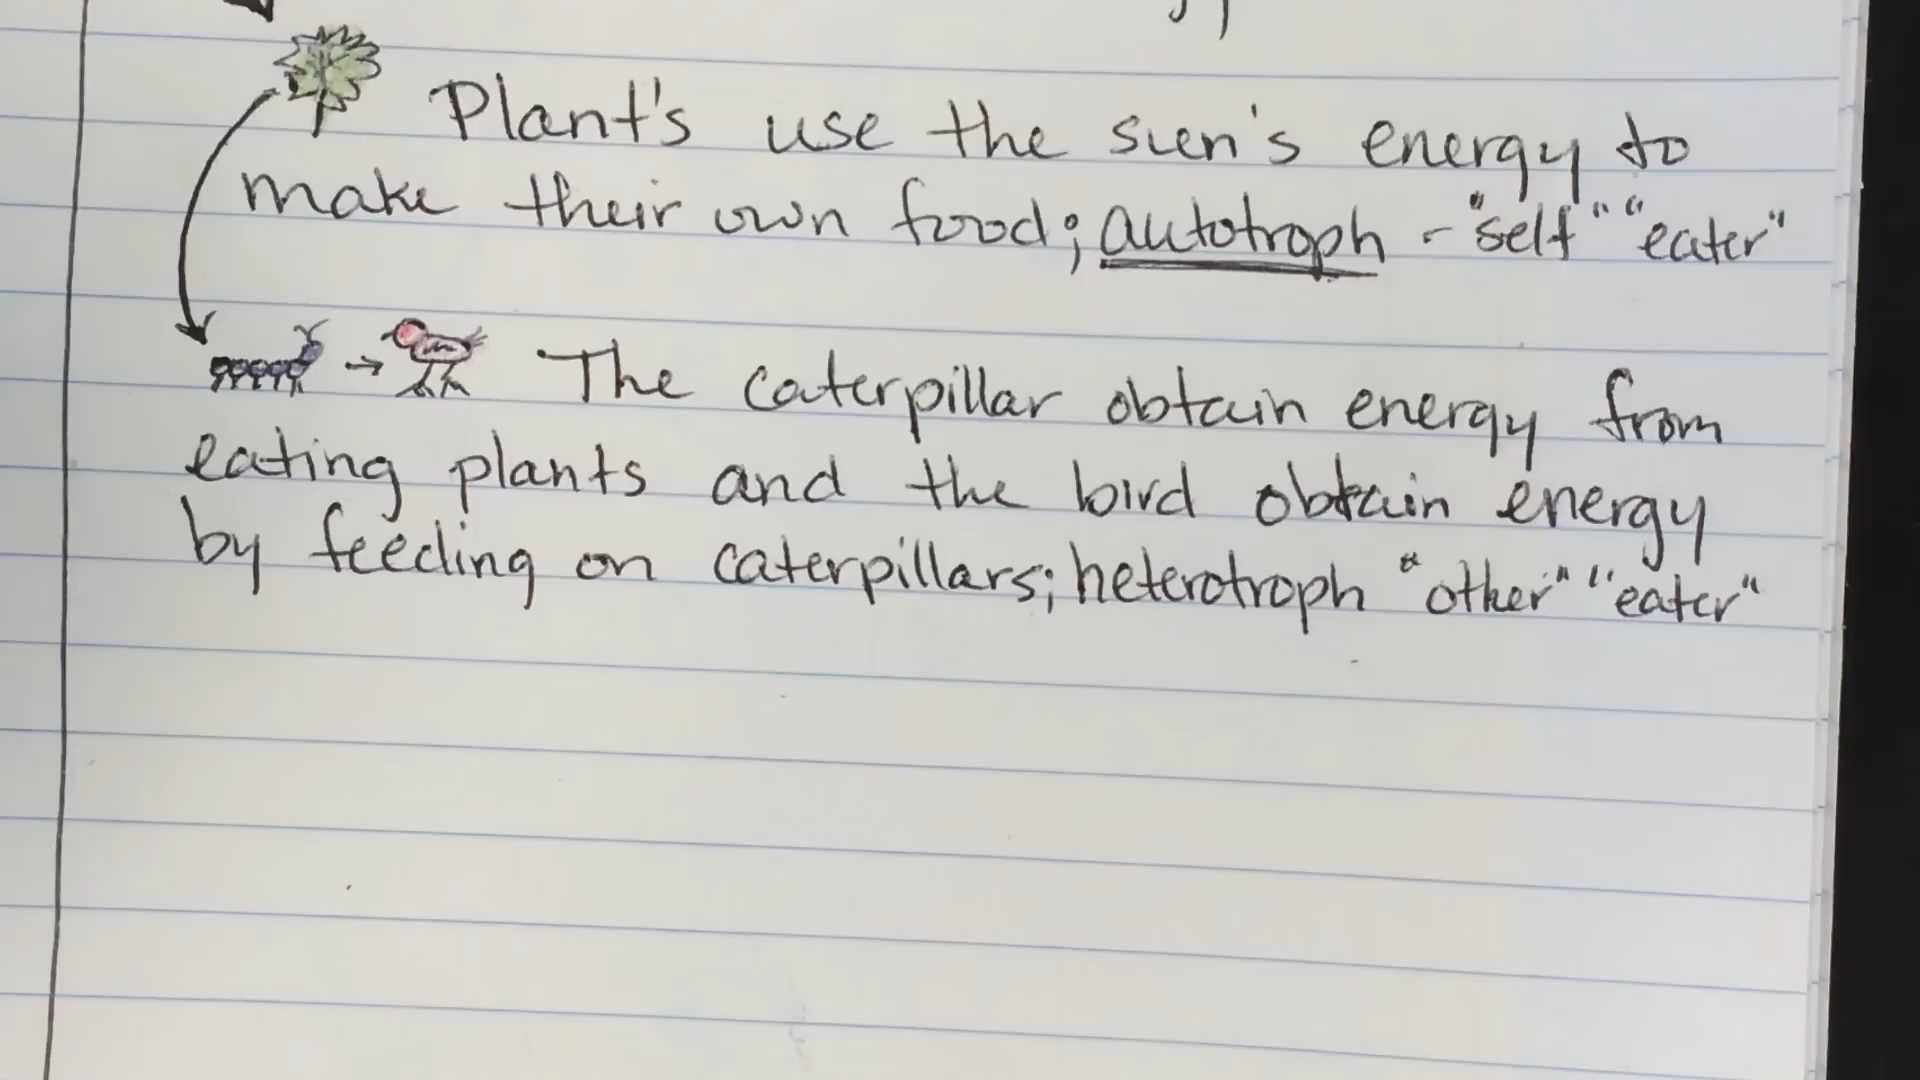 Plant's use the sun's energy to
make their own food; autotroph - "self" "eater"
The caterpillar obtain energy from
eating plants and the bird obtain energy
by feeding on caterpillars; heterotroph "other" "eater"